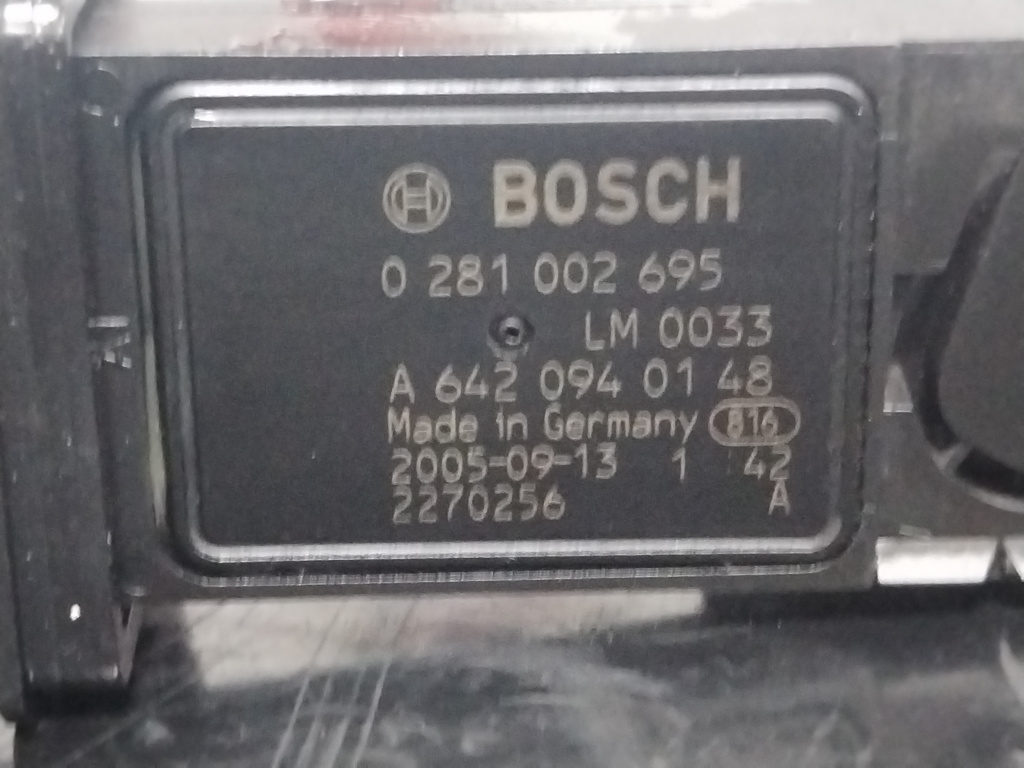 BOSCH
0 281 002 695
LM 0033
A 642 094 01 48
Made in Germany 816
2005-09-13 1 42
2270256 A